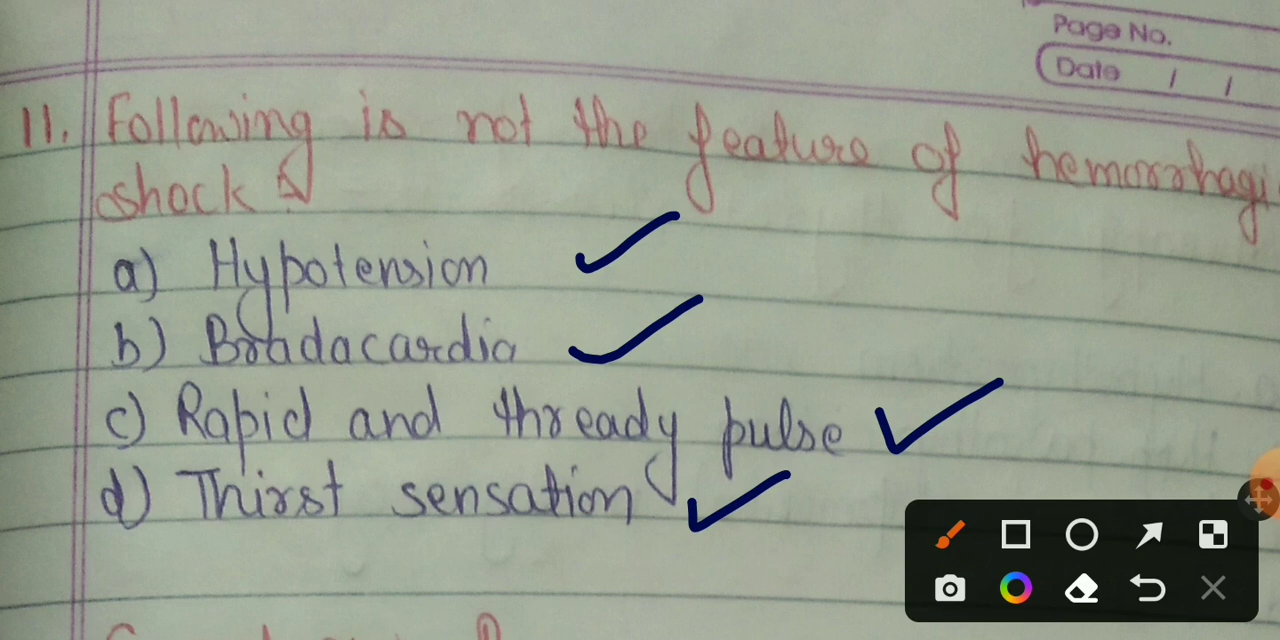 Page No.
Date / /
11. Following is not the feature of hemorrhagi
shock?
a) Hypotension
b) Bradacardia
c) Rapid and thready pulse
d) Thirst sensation